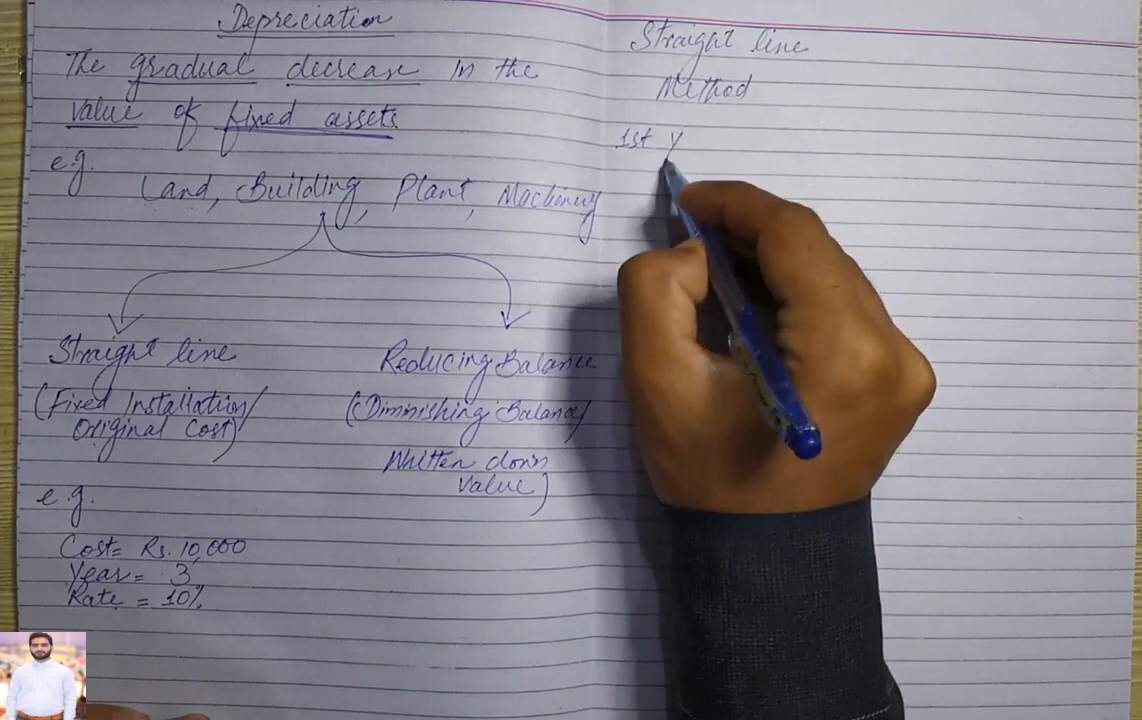 Depreciation
The gradual decrease in the
value of fixed assets.
e.g.
Land, Building, Plant, Machinery
Straight line
(Fixed Installation/
Original Cost)
Reducing Balance
(Diminishing Balance/
Written down
Value)
e.g.
Cost = Rs. 10,000
Year = 3
Rate = 10%
Straight line
Method
1st Y